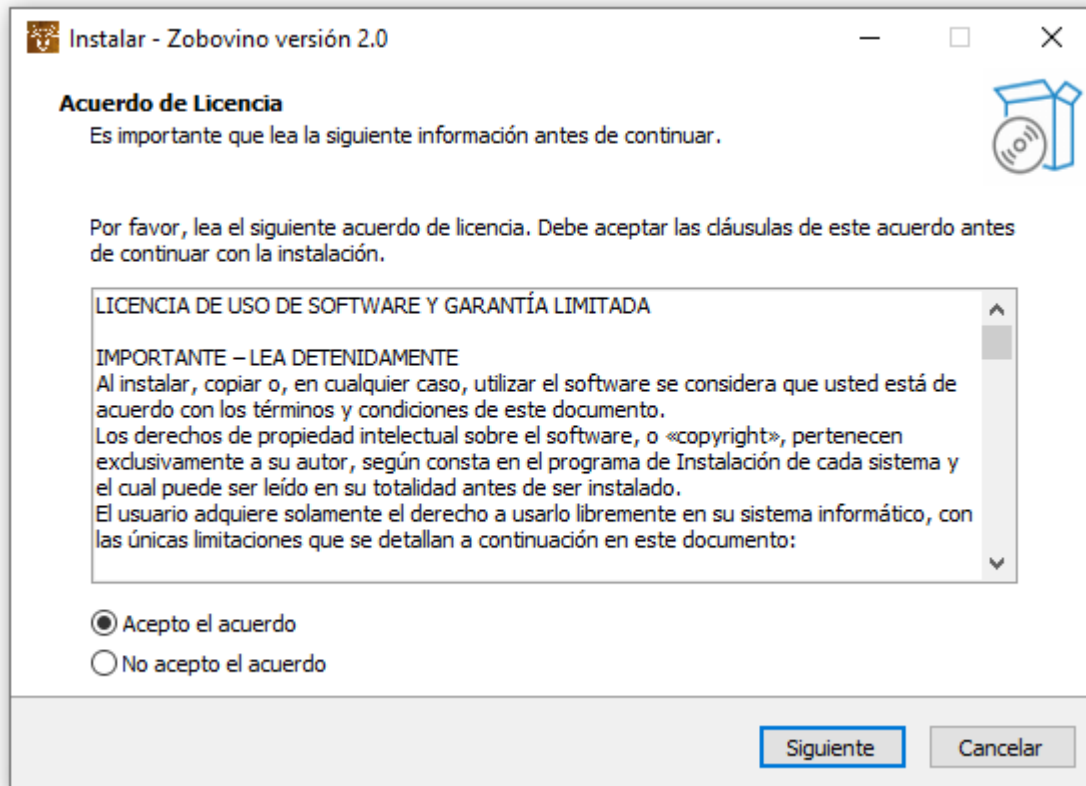 Instalar - Zobovino versión 2.0
Acuerdo de Licencia
Es importante que lea la siguiente información antes de continuar.
Por favor, lea el siguiente acuerdo de licencia. Debe aceptar las cláusulas de este acuerdo antes
de continuar con la instalación.
LICENCIA DE USO DE SOFTWARE Y GARANTÍA LIMITADA
IMPORTANTE – LEA DETENIDAMENTE
Al instalar, copiar o, en cualquier caso, utilizar el software se considera que usted está de
acuerdo con los términos y condiciones de este documento.
Los derechos de propiedad intelectual sobre el software, o «copyright», pertenecen
exclusivamente a su autor, según consta en el programa de Instalación de cada sistema y
el cual puede ser leído en su totalidad antes de ser instalado.
El usuario adquiere solamente el derecho a usarlo libremente en su sistema informático, con
las únicas limitaciones que se detallan a continuación en este documento:
Acepto el acuerdo
No acepto el acuerdo
Siguiente
Cancelar